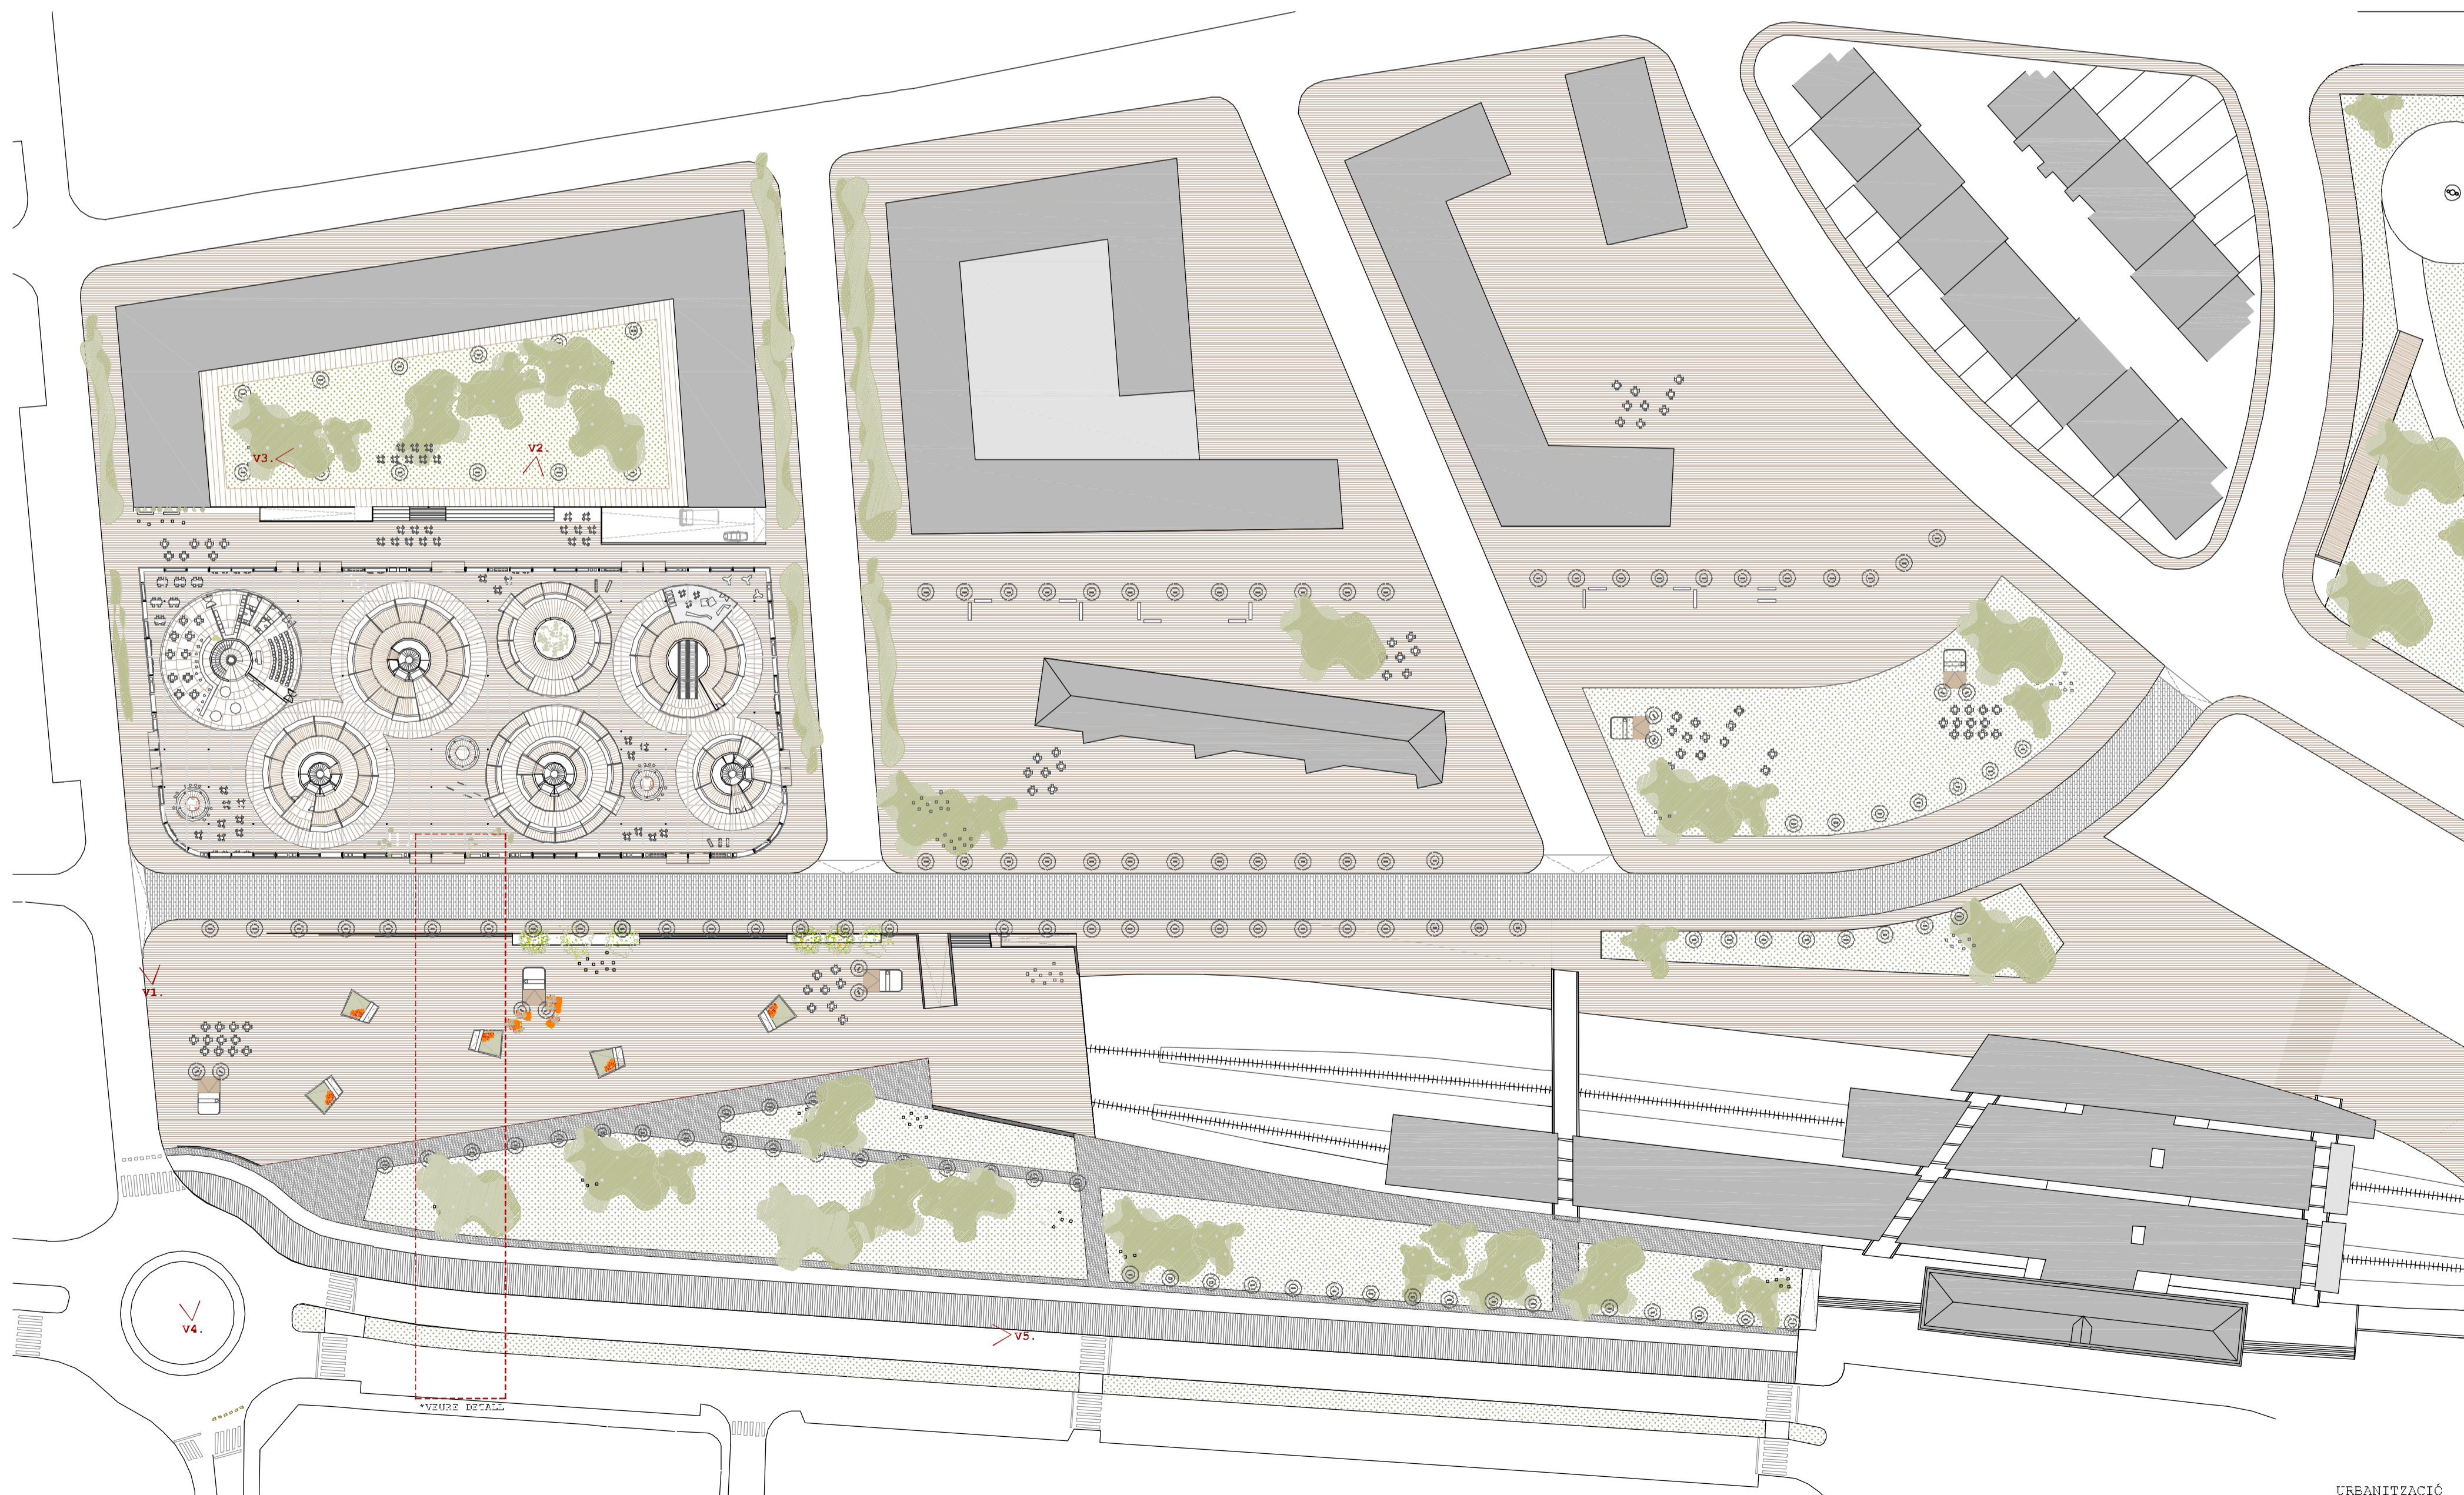 V3.
V2.
V1.
V4.
V5.
*VEURE DETALL
URBANITZACIÓ